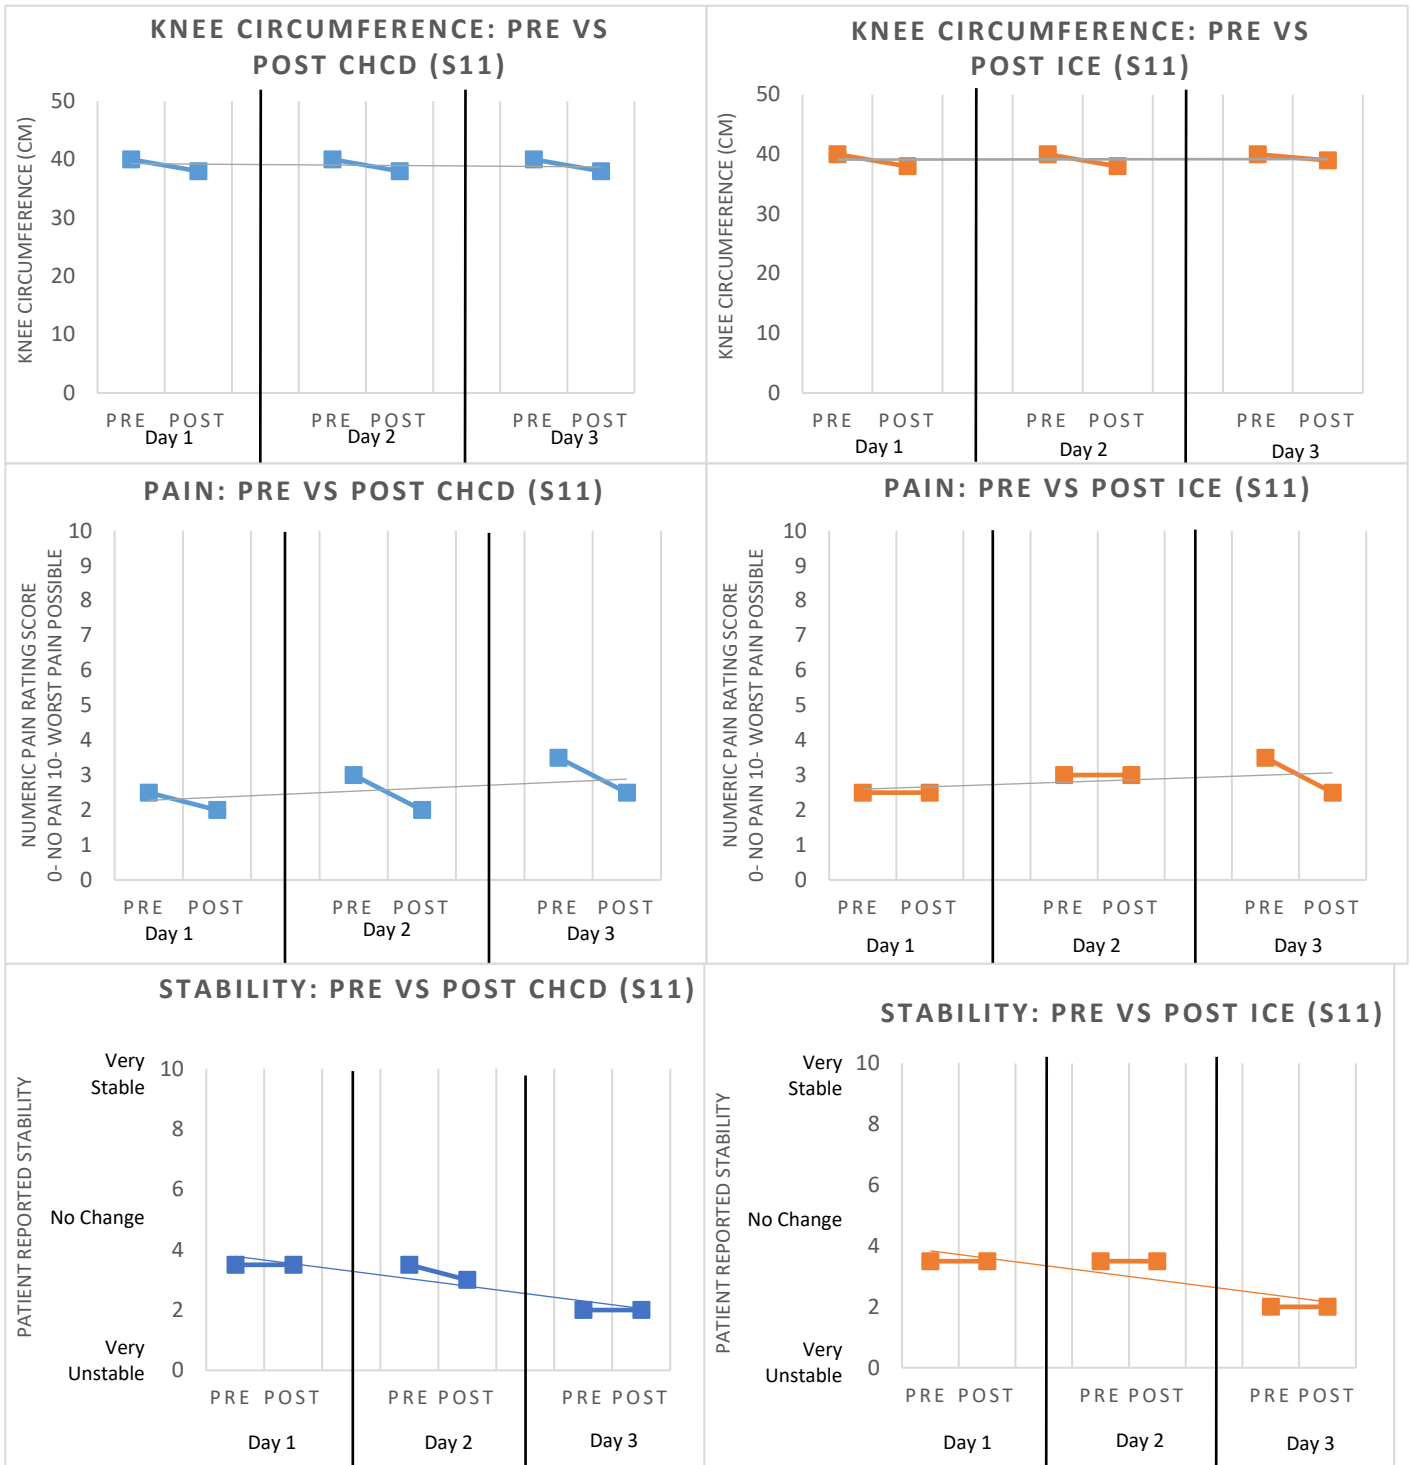 KNEE CIRCUMFERENCE: PRE VS
POST CHCD (S11)
KNEE CIRCUMFERENCE (CM)
50
40
30
20
10
0
PRE POST
PRE POST
PRE POST
Day 1
Day 2
Day 3
KNEE CIRCUMFERENCE: PRE VS
POST ICE (S11)
KNEE CIRCUMFERENCE (CM)
50
40
30
20
10
0
PRE POST
PRE POST
PRE POST
Day 1
Day 2
Day 3
PAIN: PRE VS POST CHCD (S11)
NUMERIC PAIN RATING SCORE
0- NO PAIN 10- WORST PAIN POSSIBLE
10
9
8
7
6
5
4
3
2
1
0
PRE POST
PRE POST
PRE POST
Day 1
Day 2
Day 3
PAIN: PRE VS POST ICE (S11)
NUMERIC PAIN RATING SCORE
0- NO PAIN 10- WORST PAIN POSSIBLE
10
9
8
7
6
5
4
3
2
1
0
PRE POST
PRE POST
PRE POST
Day 1
Day 2
Day 3
STABILITY: PRE VS POST CHCD (S11)
PATIENT REPORTED STABILITY
Very
Stable
No Change
Very
Unstable
10
8
6
4
2
0
PRE POST
PRE POST
PRE POST
Day 1
Day 2
Day 3
STABILITY: PRE VS POST ICE (S11)
PATIENT REPORTED STABILITY
Very
Stable
No Change
Very
Unstable
10
8
6
4
2
0
PRE POST
PRE POST
PRE POST
Day 1
Day 2
Day 3